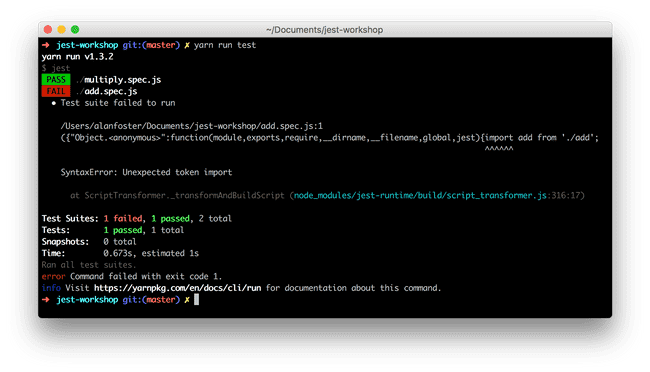 ~/Documents/jest-workshop
➜ jest-workshop git:(master) ✗ yarn run test
yarn run v1.3.2
$ jest
PASS ./multiply.spec.js
FAIL ./add.spec.js
● Test suite failed to run
/Users/alanfoster/Documents/jest-workshop/add.spec.js:1
({"Object.<anonymous>":function(module,exports,require,__dirname,__filename,global,jest){import add from './add';
^^^^^^
SyntaxError: Unexpected token import
at ScriptTransformer._transformAndBuildScript (node_modules/jest-runtime/build/script_transformer.js:316:17)
Test Suites: 1 failed, 1 passed, 2 total
Tests: 1 passed, 1 total
Snapshots: 0 total
Time: 0.673s, estimated 1s
Ran all test suites.
error Command failed with exit code 1.
info Visit https://yarnpkg.com/en/docs/cli/run for documentation about this command.
➜ jest-workshop git:(master) ✗